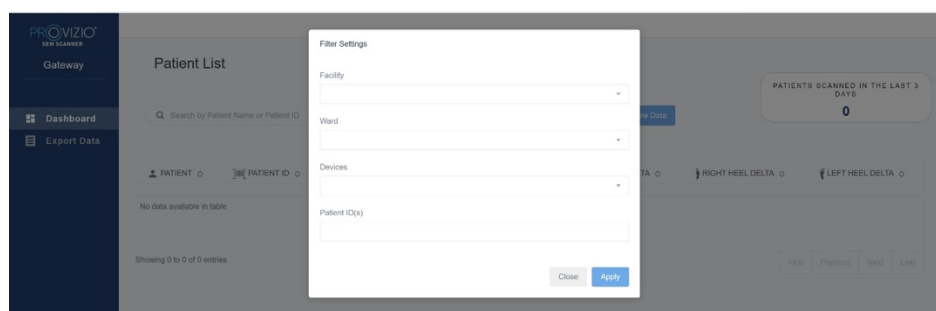 PROVIZIO
SEM SCANNER
Gateway
Dashboard
Export Data
Patient List
Search by Patient Name or Patient ID
Data
PATIENTS SCANNED IN THE LAST 3
DAYS
0
PATIENT
PATIENT ID
RIGHT HEEL DELTA
LEFT HEEL DELTA
No data available in table
Showing 0 to 0 of 0 entries
First Previous Next Last
Filter Settings
Facility
Ward
Devices
Patient ID(s)
Close Apply